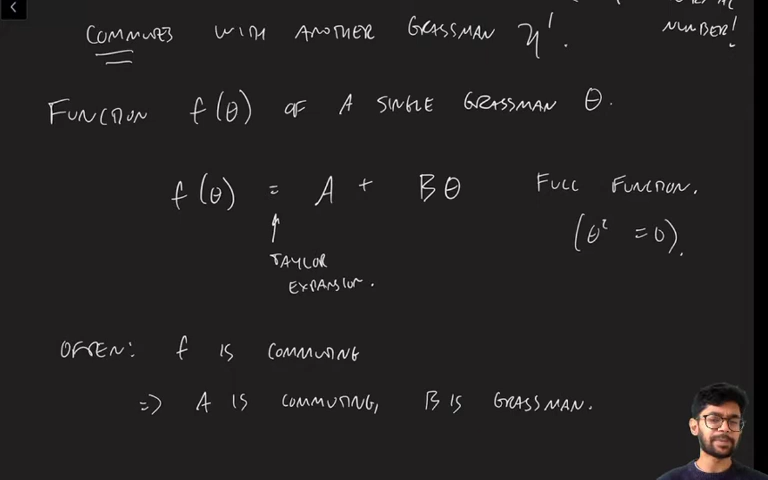 COMMUTES WITH ANOTHER GRASSMAN η'.
NUMBER!
FUNCTION f(θ) OF A SINGLE GRASSMAN θ.
f(θ) = A + Bθ FULL FUNCTION.
(θ² = 0).
↑
TAYLOR
EXPANSION.
OFTEN: f IS COMMUTING
=> A IS COMMUTING, B IS GRASSMAN.